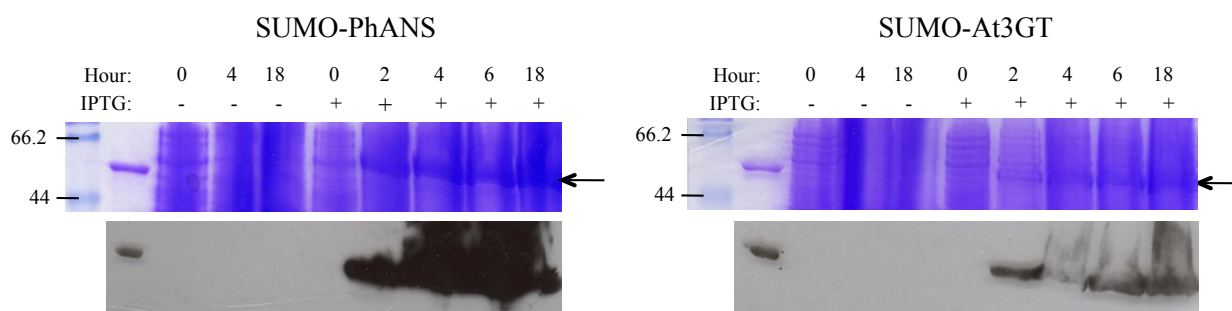 SUMO-PhANS
Hour: 0 4 18 0 2 4 6 18
IPTG: - - - + + + + +
66.2
44
SUMO-At3GT
Hour: 0 4 18 0 2 4 6 18
IPTG: - - - + + + + +
66.2
44